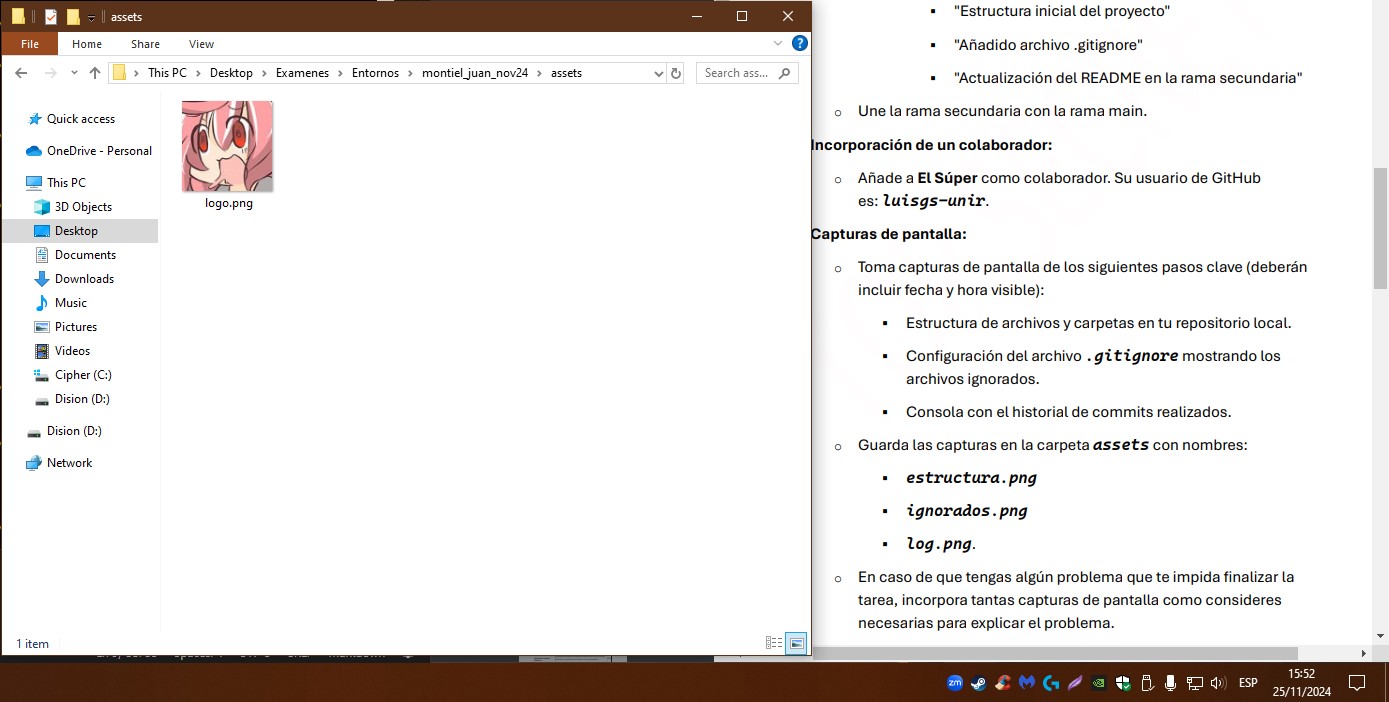 assets
File
Home
Share
View
This PC
Desktop
Examenes
Entornos
montiel_juan_nov24
assets
Search ass...
Quick access
OneDrive - Personal
This PC
3D Objects
Desktop
Documents
Downloads
Music
Pictures
Videos
Cipher (C:)
Dision (D:)
Dision (D:)
Network
logo.png
1 item
"Estructura inicial del proyecto"
"Añadido archivo .gitignore"
"Actualización del README en la rama secundaria"
Une la rama secundaria con la rama main.
Incorporación de un colaborador:
Añade a El Súper como colaborador. Su usuario de GitHub
es: luisgs-unir.
Capturas de pantalla:
Toma capturas de pantalla de los siguientes pasos clave (deberán
incluir fecha y hora visible):
Estructura de archivos y carpetas en tu repositorio local.
Configuración del archivo .gitignore mostrando los
archivos ignorados.
Consola con el historial de commits realizados.
Guarda las capturas en la carpeta assets con nombres:
estructura.png
ignorados.png
log.png.
En caso de que tengas algún problema que te impida finalizar la
tarea, incorpora tantas capturas de pantalla como consideres
necesarias para explicar el problema.
zm
ESP
15:52
25/11/2024